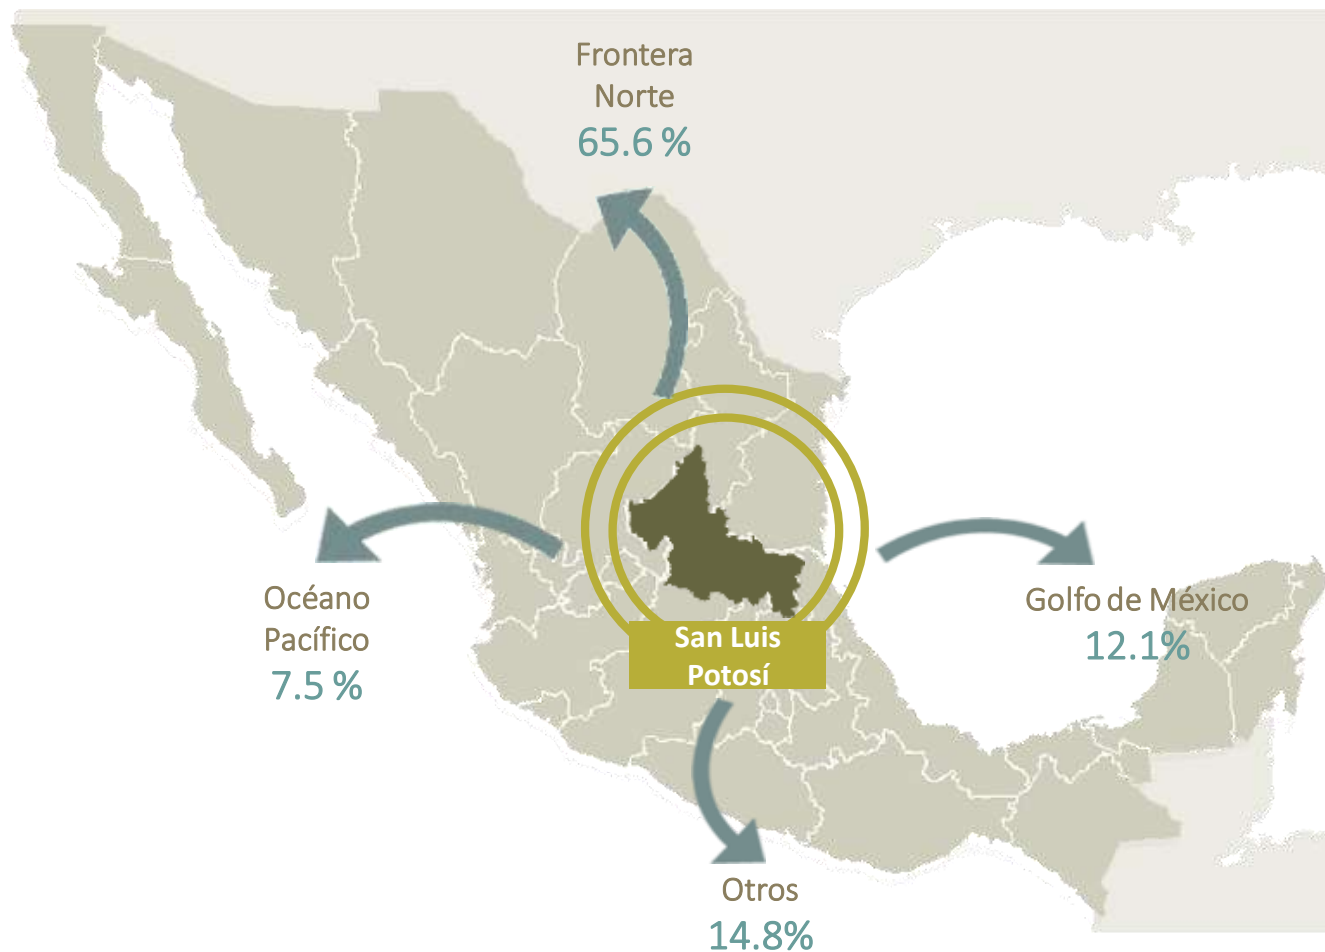 Frontera
Norte
65.6 %
Océano
Pacífico
7.5 %
Golfo de México
12.1%
San Luis
Potosí
Otros
14.8%